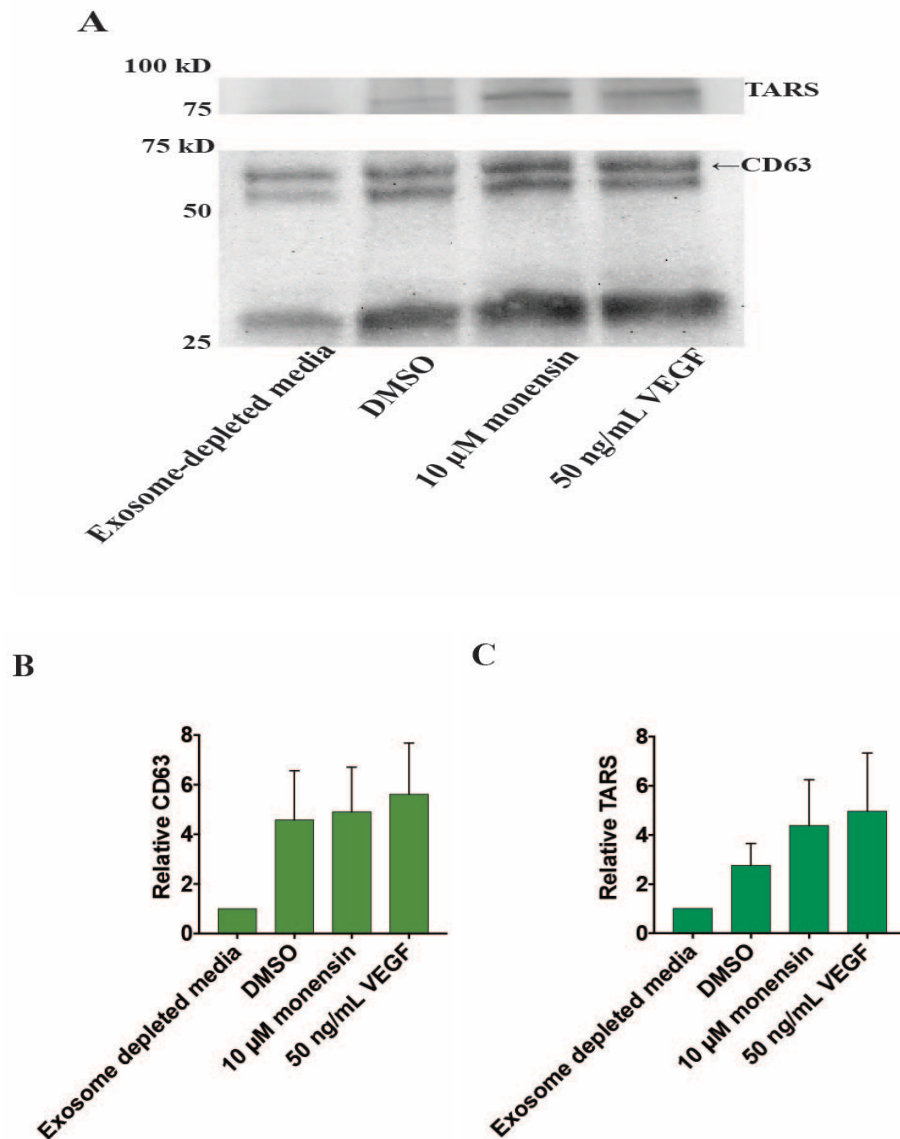 A
100 kD
TARS
75
75 kD
←CD63
50
25
Exosome-depleted media
DMSO
10 µM monensin
50 ng/mL VEGF
B
Relative CD63
8
6
4
2
0
Exosome depleted media
DMSO
10 µM monensin
50 ng/mL VEGF
C
Relative TARS
8
6
4
2
0
Exosome depleted media
DMSO
10 µM monensin
50 ng/mL VEGF